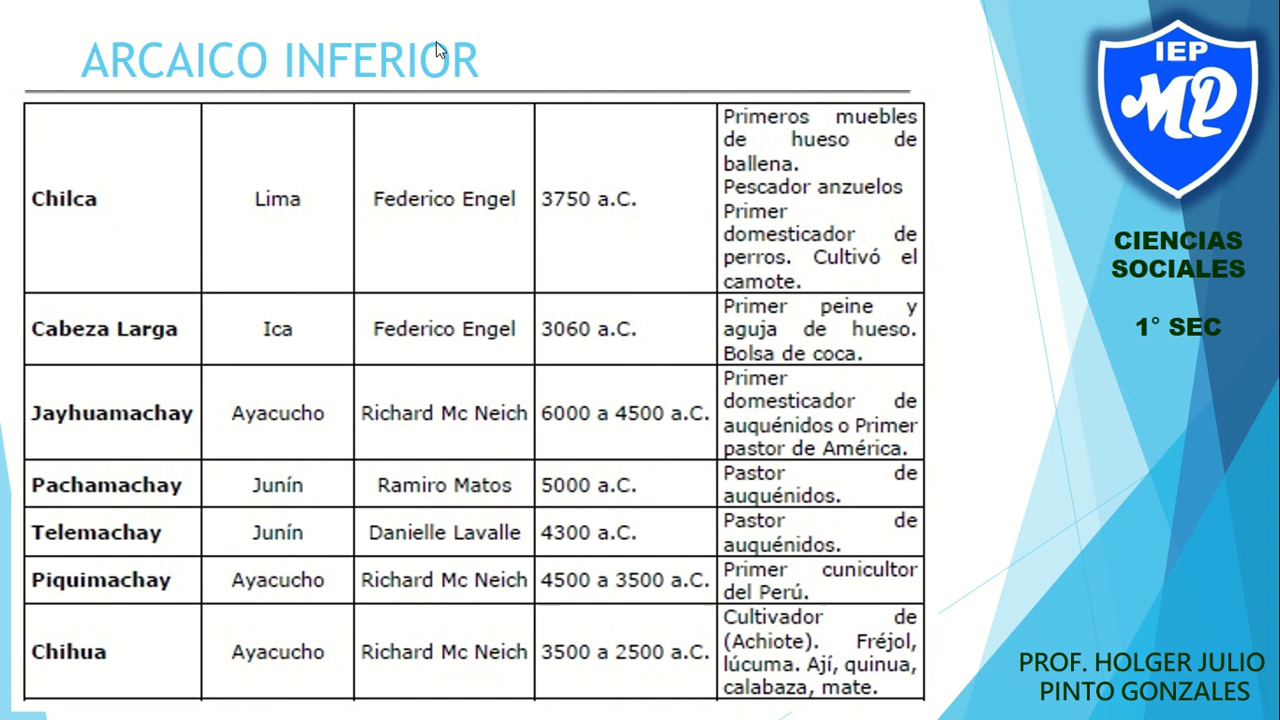 ARCAICO INFERIOR
Chilca Lima Federico Engel 3750 a.C.
Primeros muebles
de hueso de
ballena.
Pescador anzuelos
Primer
domesticador de
perros. Cultivó el
camote.
Cabeza Larga Ica Federico Engel 3060 a.C.
Primer peine y
aguja de hueso.
Bolsa de coca.
Jayhuamachay Ayacucho Richard Mc Neich 6000 a 4500 a.C.
Primer
domesticador de
auquénidos o Primer
pastor de América.
Pachamachay Junín Ramiro Matos 5000 a.C.
Pastor de
auquénidos.
Telemachay Junín Danielle Lavalle 4300 a.C.
Pastor de
auquénidos.
Piquimachay Ayacucho Richard Mc Neich 4500 a 3500 a.C.
Primer cunicultor
del Perú.
Chihua Ayacucho Richard Mc Neich 3500 a 2500 a.C.
Cultivador de
(Achiote). Fréjol,
lúcuma. Ají, quinua,
calabaza, mate.
IEP
MP
CIENCIAS
SOCIALES
1° SEC
PROF. HOLGER JULIO
PINTO GONZALES